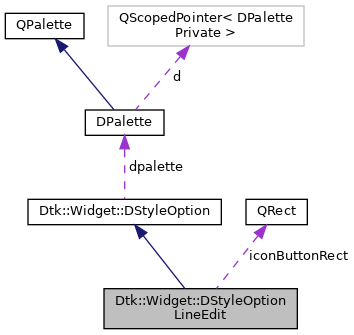 QPalette
QScopedPointer< DPalette
Private >
d
DPalette
dpalette
Dtk::Widget::DStyleOption
QRect
iconButtonRect
Dtk::Widget::DStyleOption
LineEdit